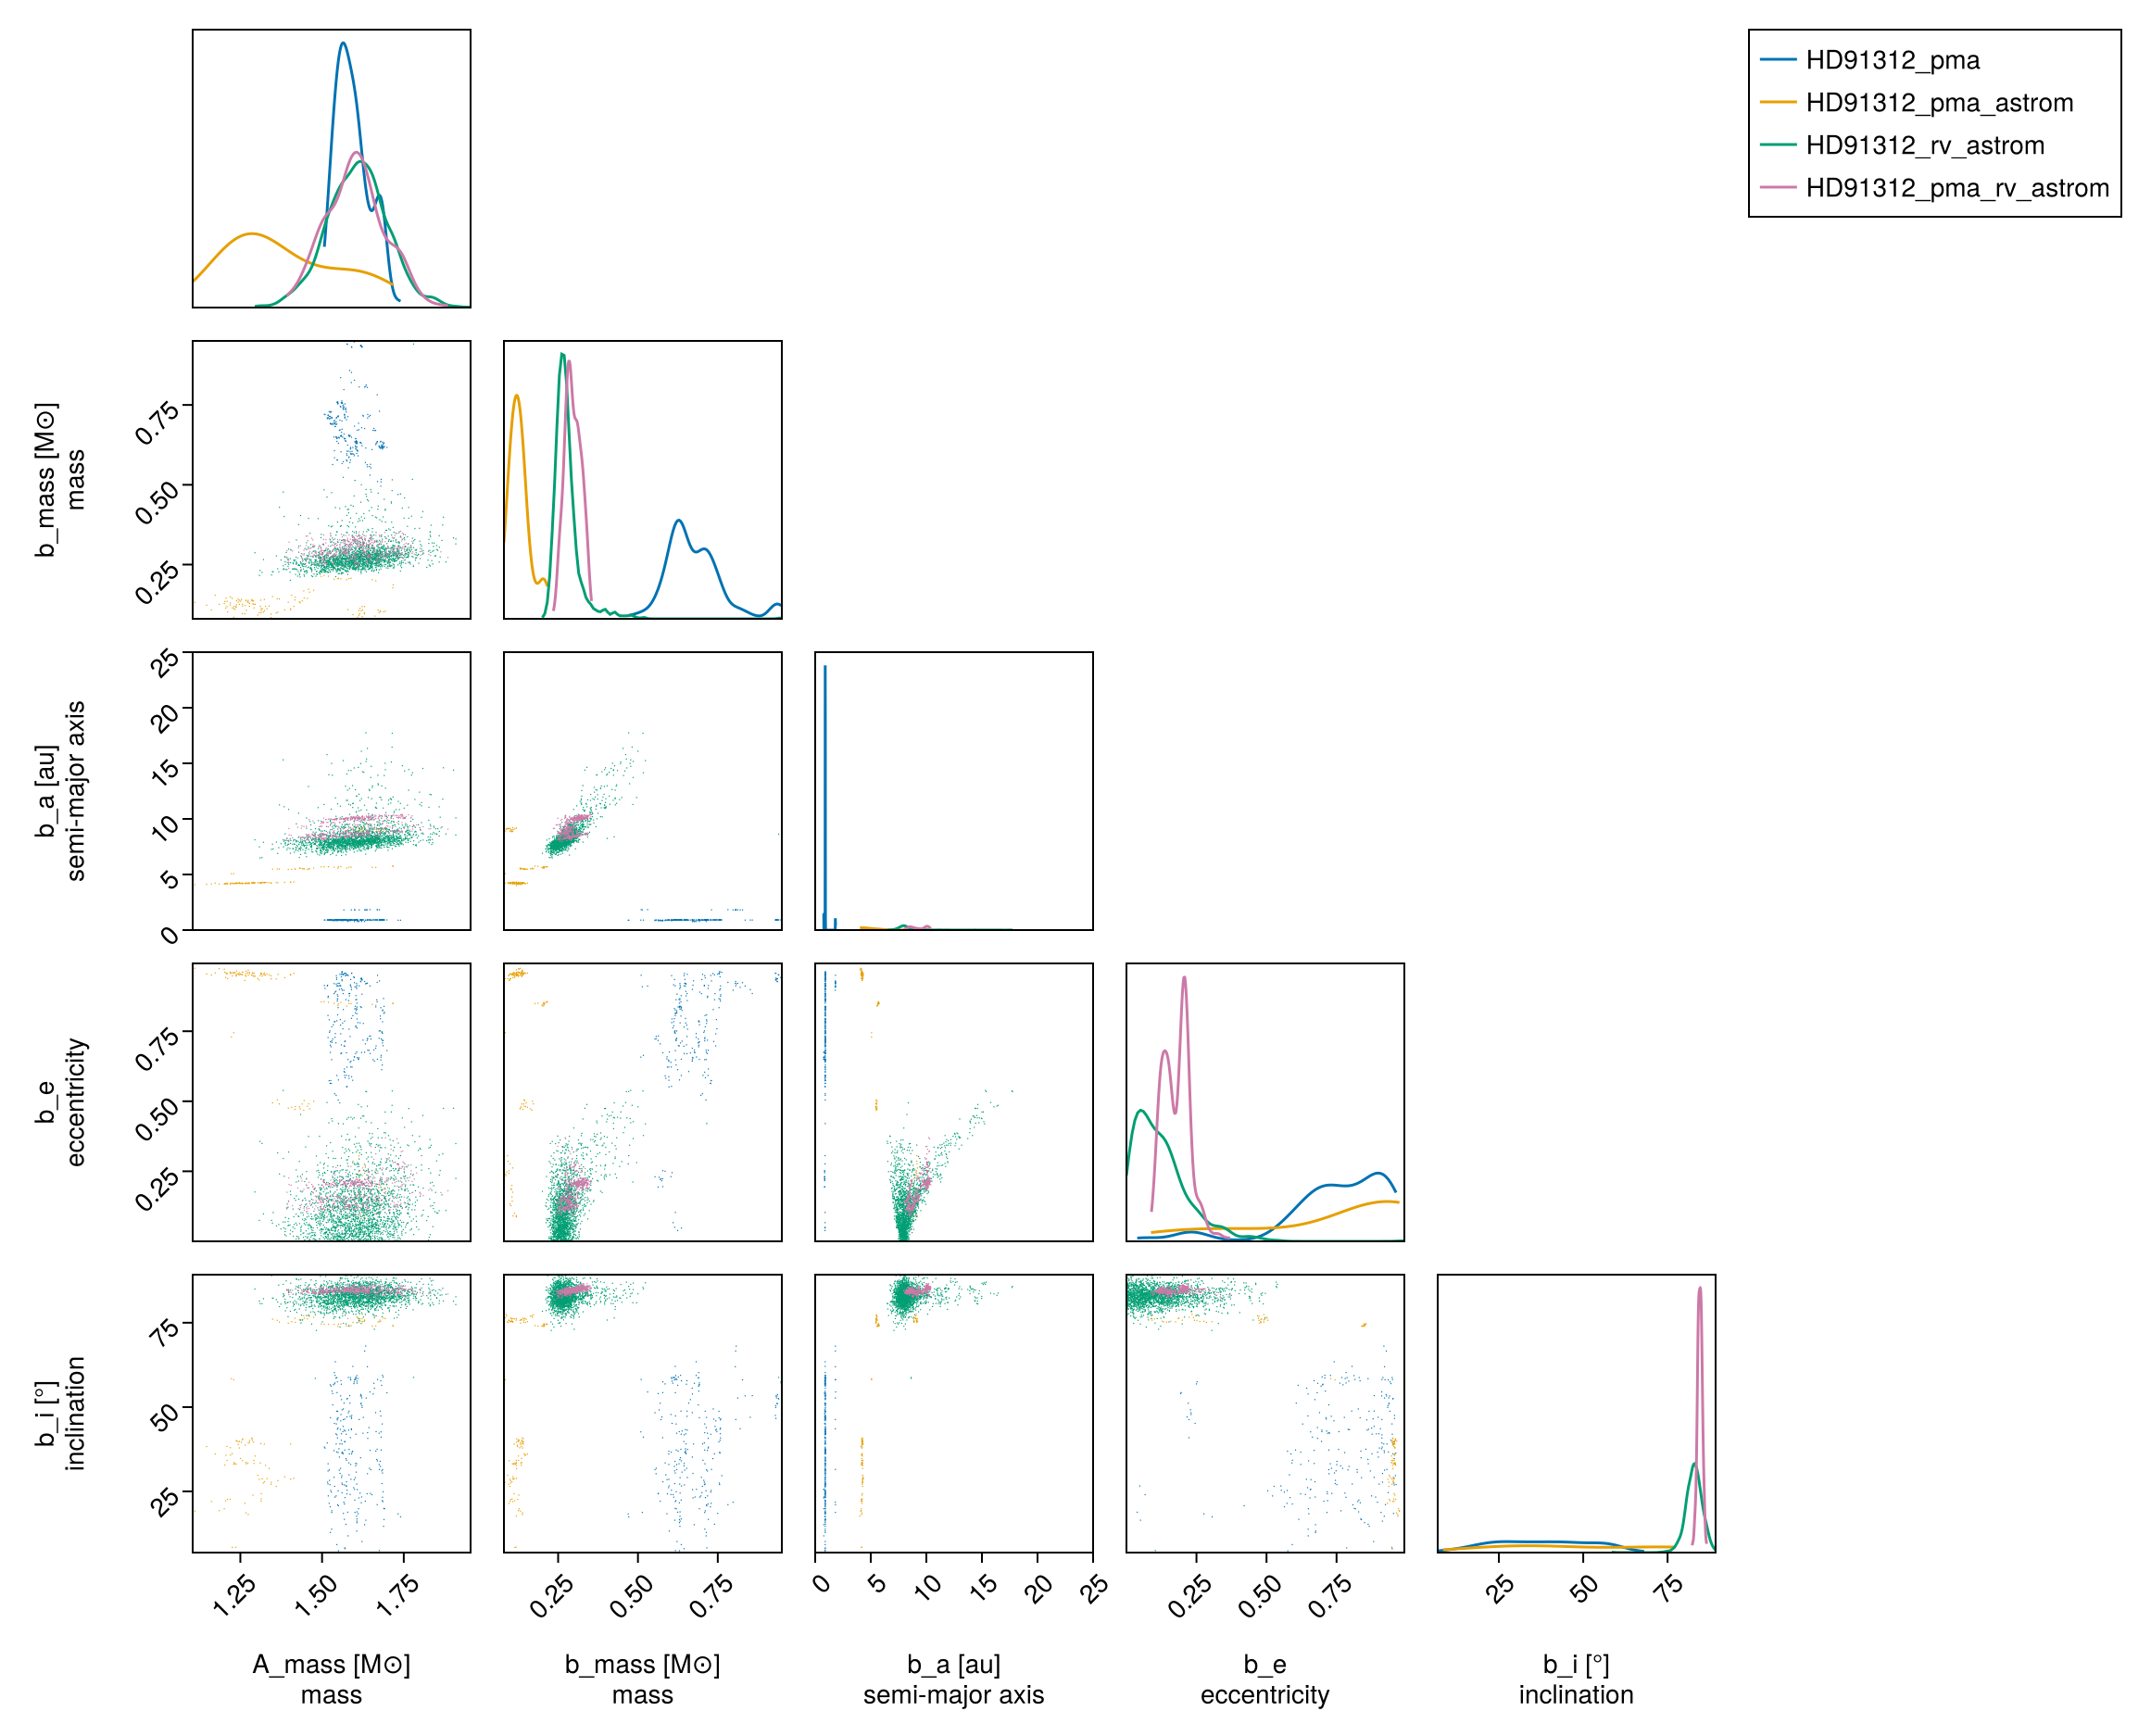 HD91312_pma
HD91312_pma_astrom
HD91312_rv_astrom
HD91312_pma_rv_astrom
b_mass [M⊙]
mass
0.75
0.50
0.25
b_a [au]
semi-major axis
25
20
15
10
5
0
b_e
eccentricity
0.75
0.50
0.25
b_i [°]
inclination
75
50
25
1.25 1.50 1.75
0.25 0.50 0.75
0 5 10 15 20 25
0.25 0.50 0.75
25 50 75
A_mass [M⊙]
mass
b_mass [M⊙]
mass
b_a [au]
semi-major axis
b_e
eccentricity
b_i [°]
inclination